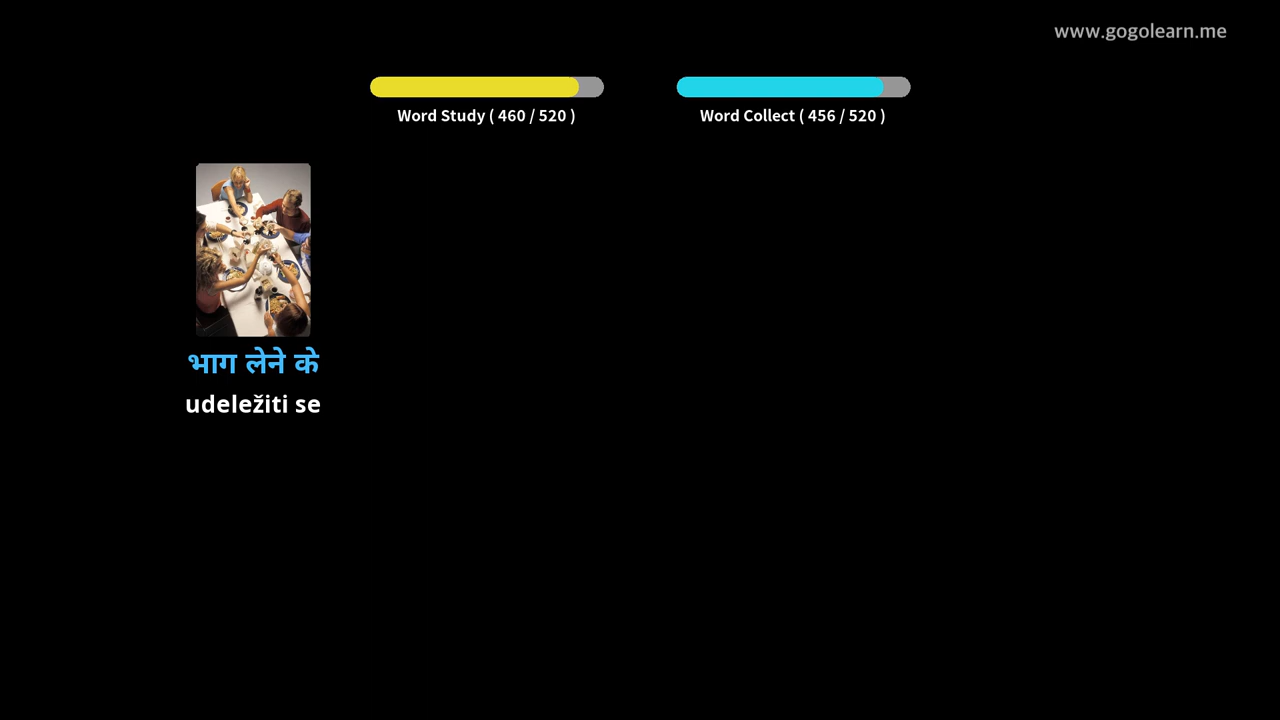 www.gogolearn.me
Word Study ( 460 / 520 )
Word Collect ( 456 / 520 )
भाग लेने के
udeležiti se